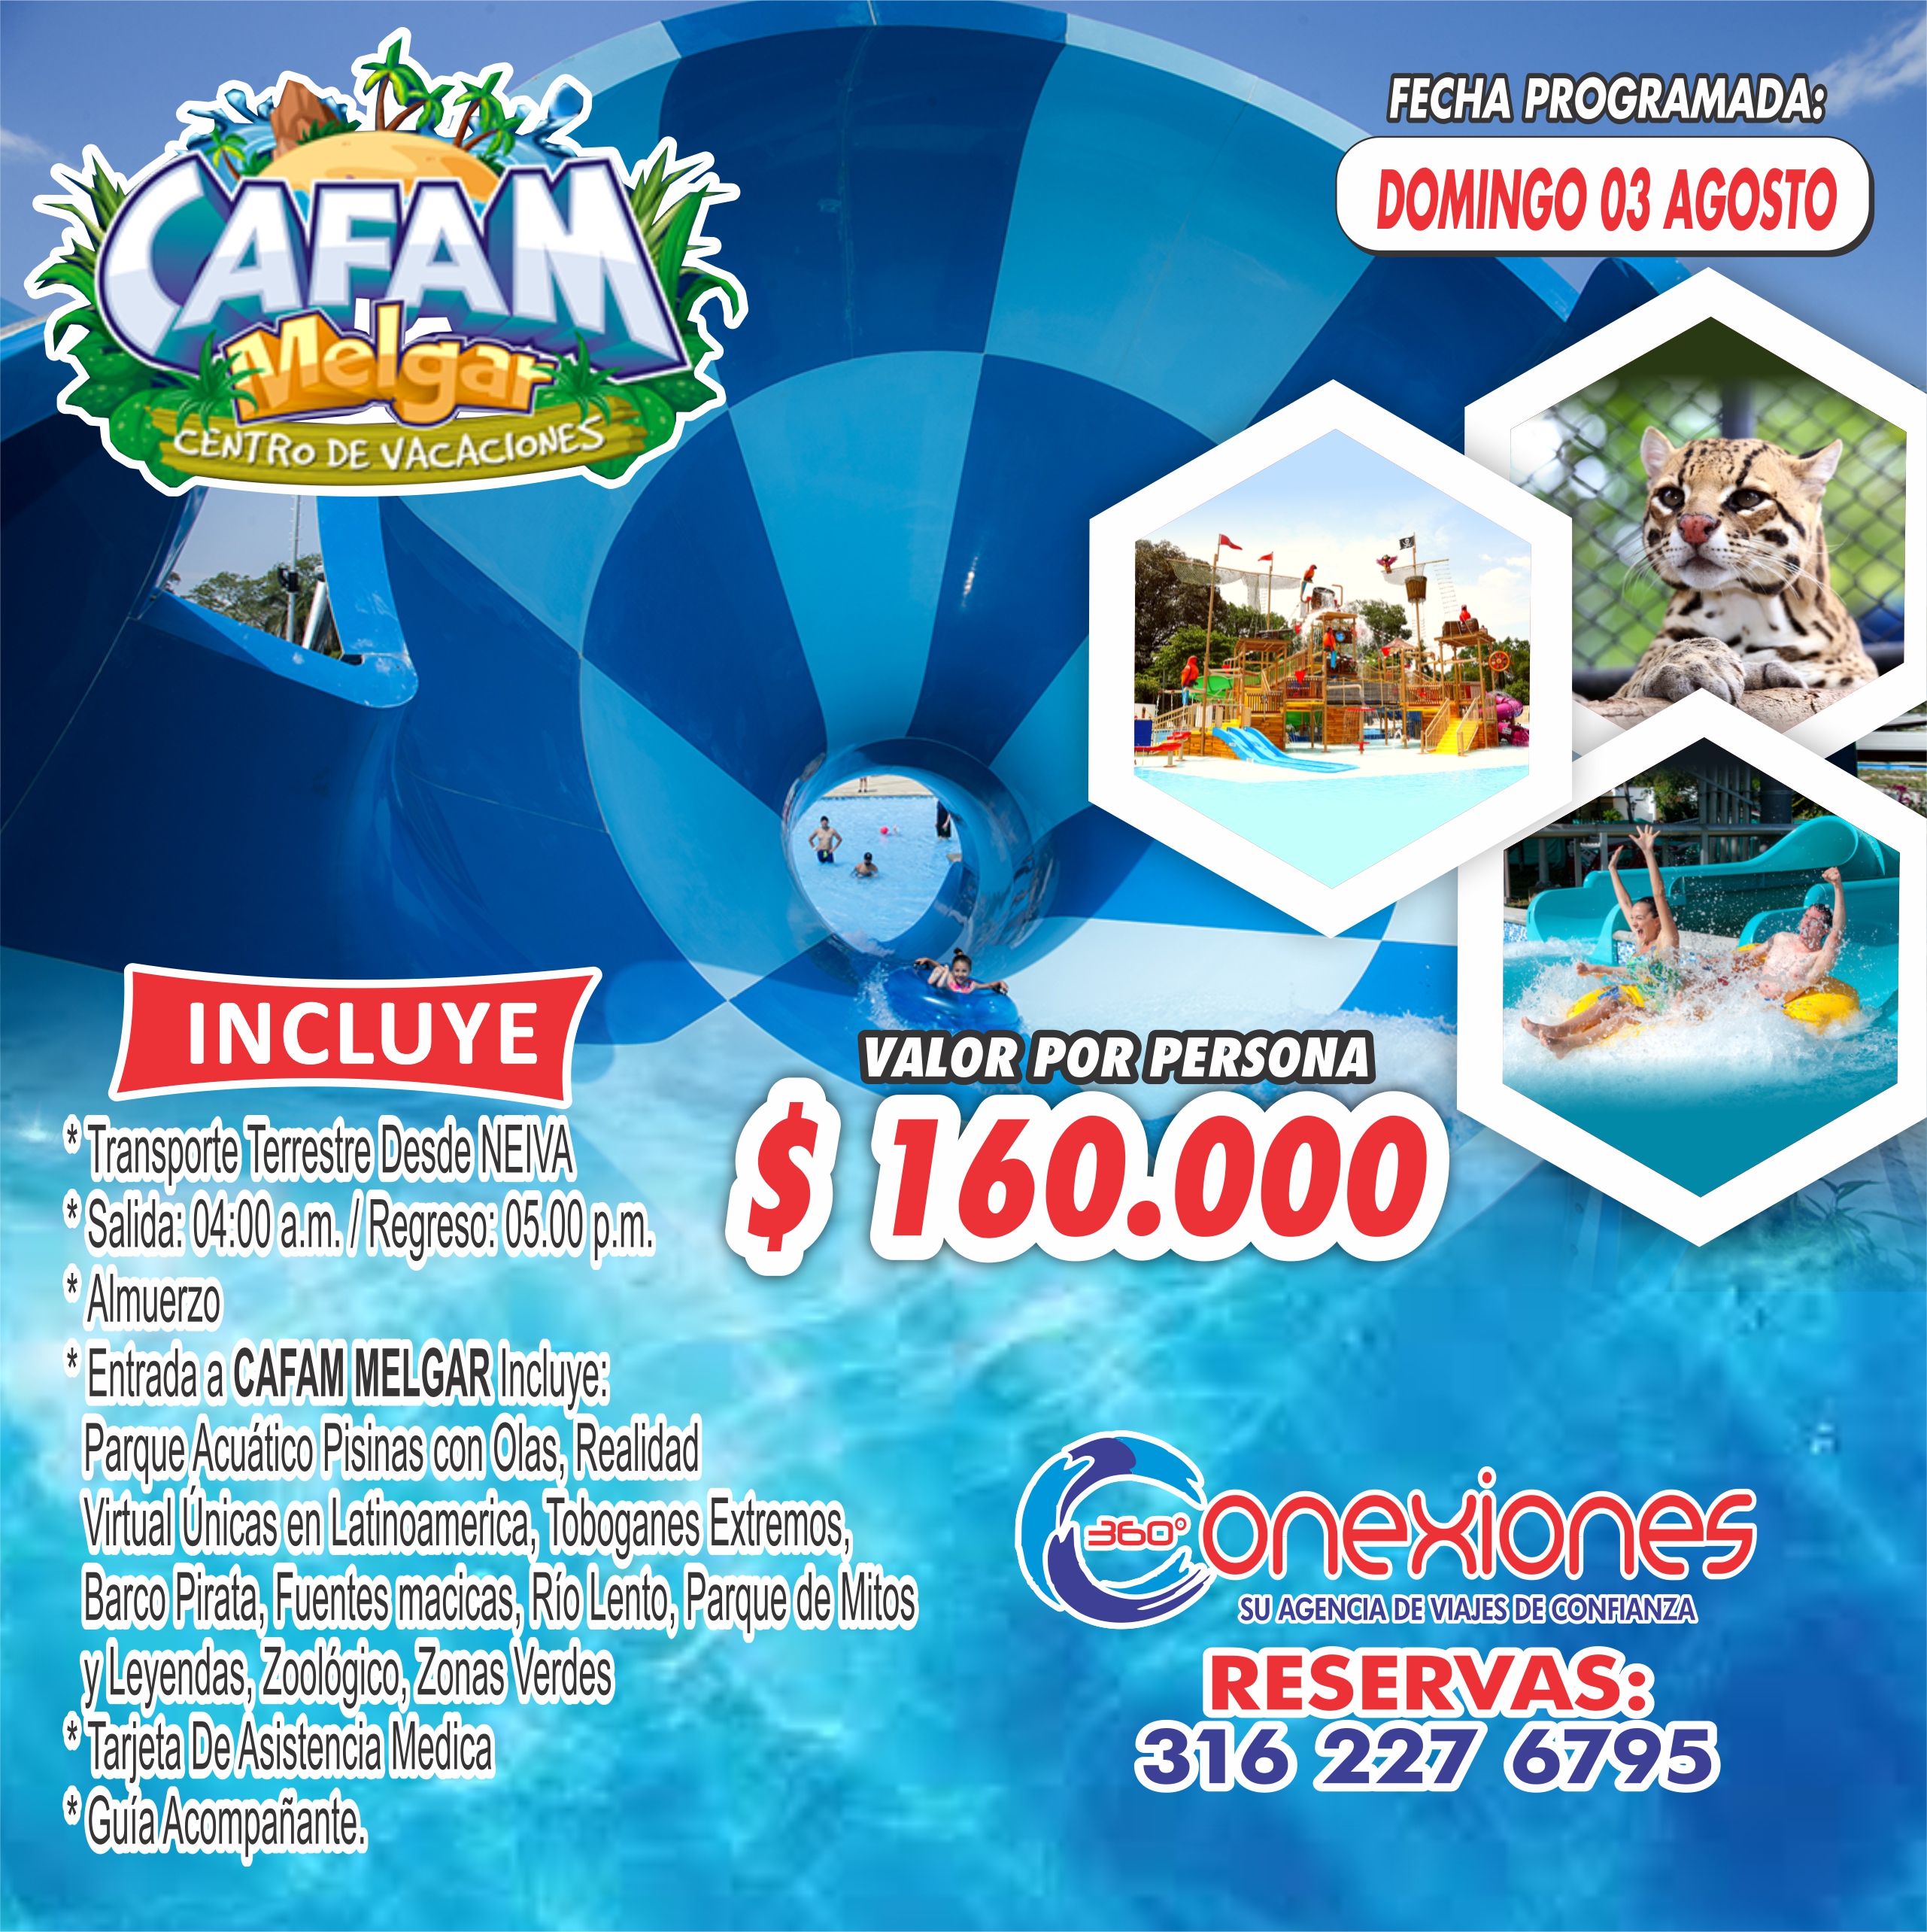 CAFAM
Melgar
CENTRO DE VACACIONES
FECHA PROGRAMADA:
DOMINGO 03 AGOSTO
INCLUYE
* Transporte Terrestre Desde NEIVA
* Salida: 04:00 a.m. / Regreso: 05.00 p.m.
* Almuerzo
* Entrada a CAFAM MELGAR Incluye:
Parque Acuático Pisinas con Olas, Realidad
Virtual Únicas en Latinoamerica, Toboganes Extremos,
Barco Pirata, Fuentes macicas, Río Lento, Parque de Mitos
y Leyendas, Zoológico, Zonas Verdes
* Tarjeta De Asistencia Medica
* Guía Acompañante.
VALOR POR PERSONA
$ 160.000
360° Conexiones
SU AGENCIA DE VIAJES DE CONFIANZA
RESERVAS:
316 227 6795